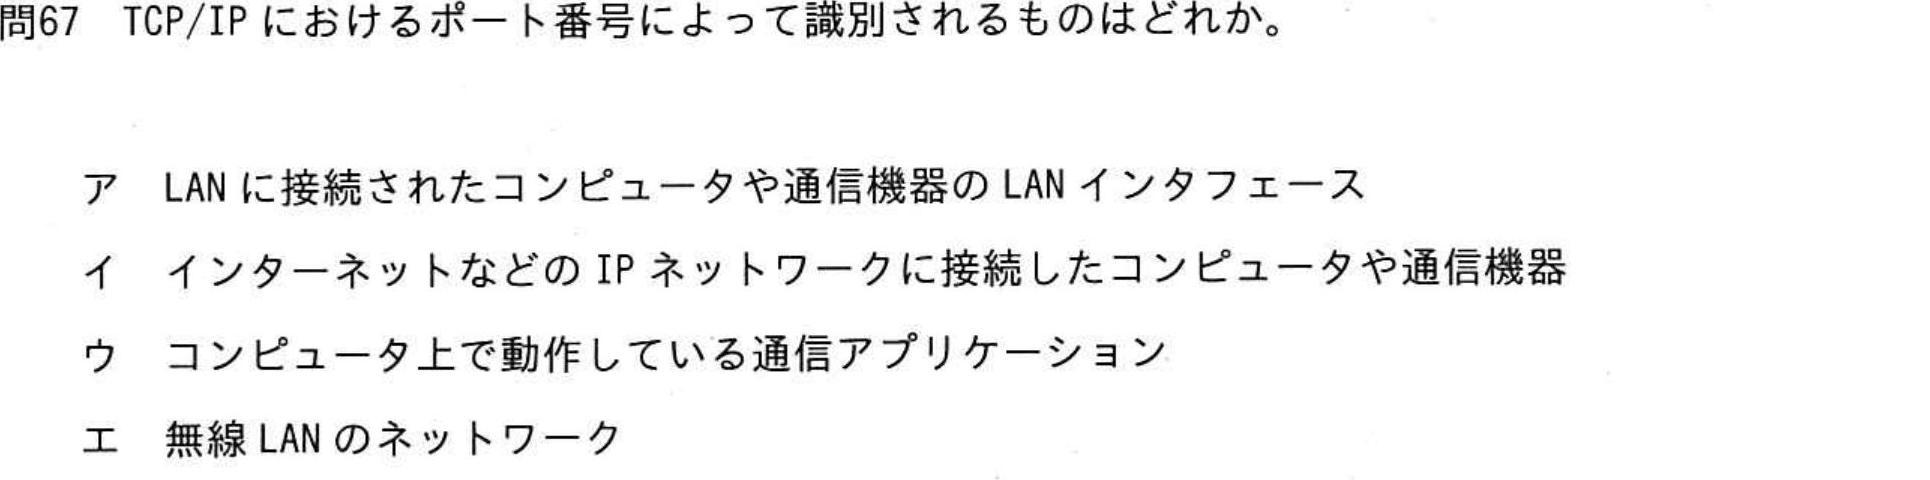 問67 TCP/IP におけるポート番号によって識別されるものはどれか。
ア LAN に接続されたコンピュータや通信機器の LAN インタフェース
イ インターネットなどの IP ネットワークに接続したコンピュータや通信機器
ウ コンピュータ上で動作している通信アプリケーション
エ 無線 LAN のネットワーク